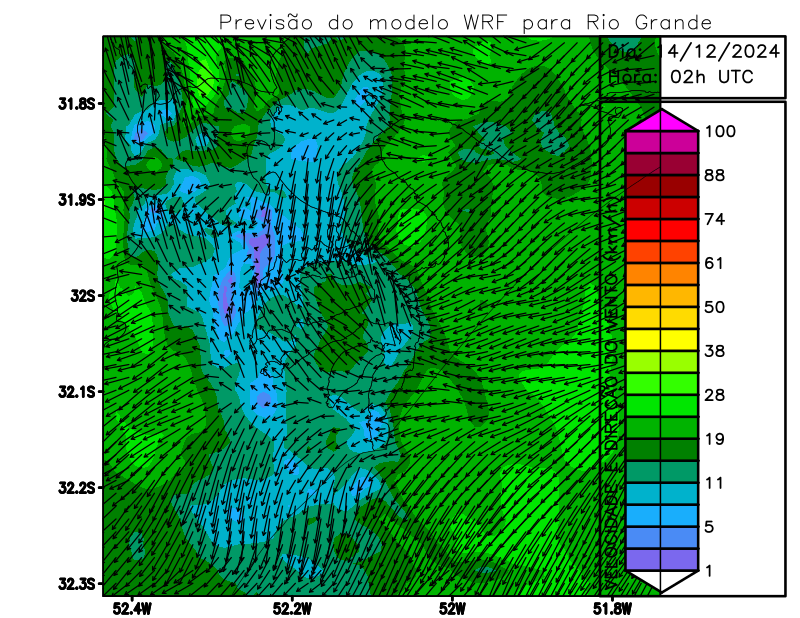 Previsão do modelo WRF para Rio Grande
Dia: 14/12/2024
Hora: 02h UTC
31.8S
31.9S
32S
32.1S
32.2S
32.3S
52.4W
52.2W
52W
51.8W
VELOCIDADE E DIREÇÃO DO VENTO (km/h)
100
88
74
61
50
38
28
19
11
5
1